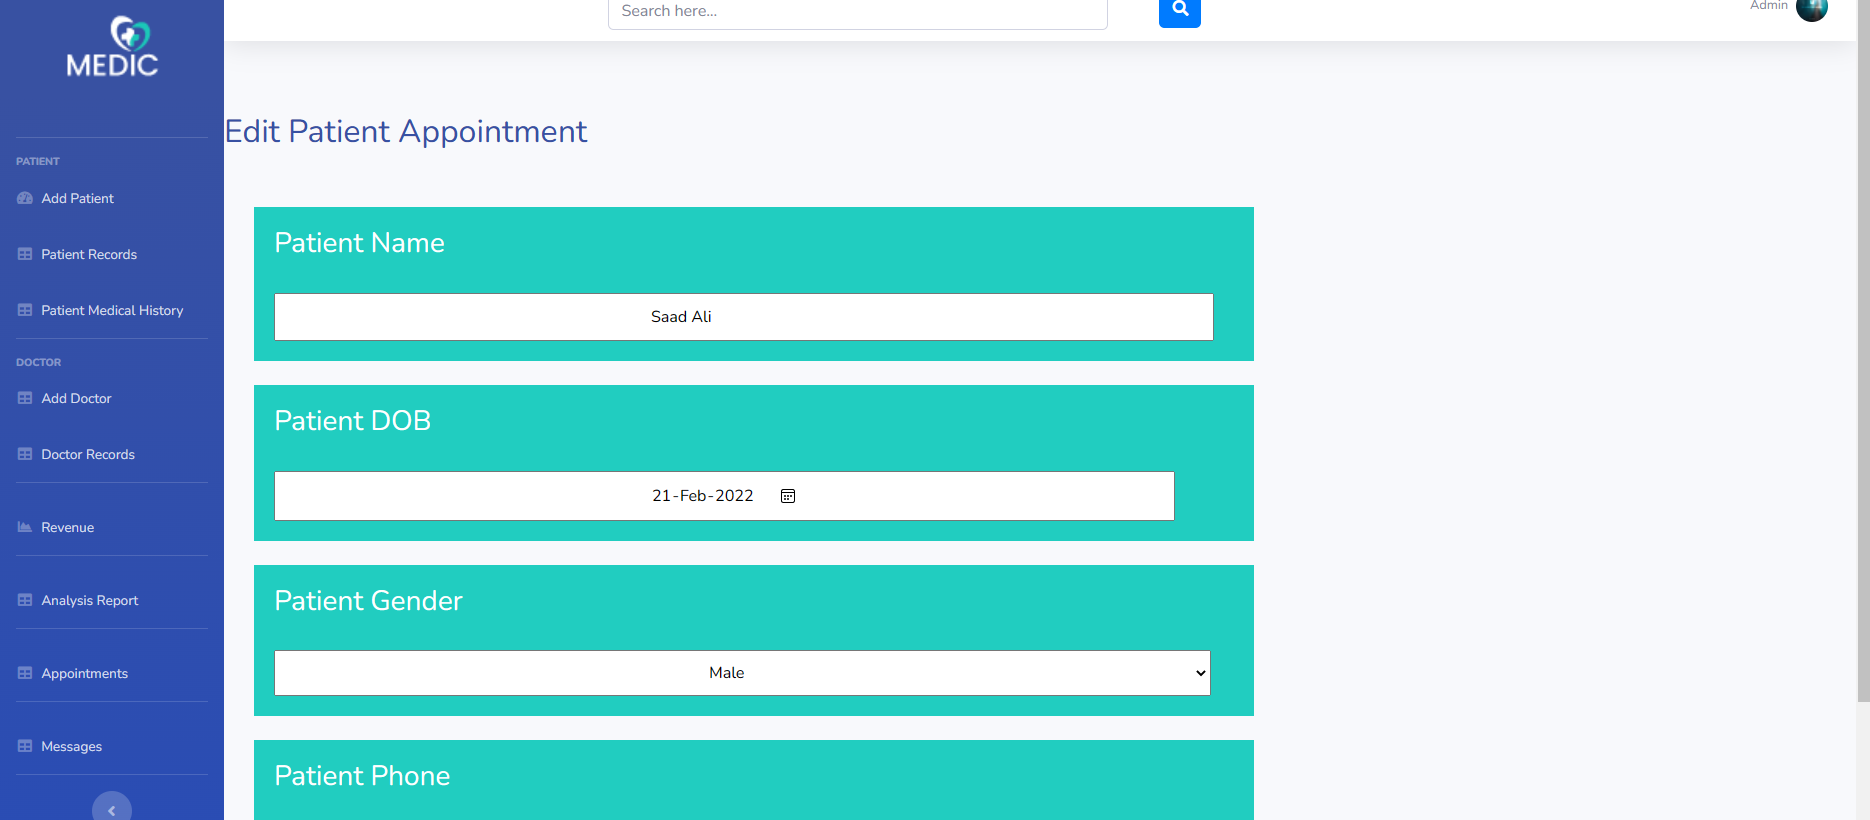 MEDIC
Search here...
Admin
PATIENT
Add Patient
Patient Records
Patient Medical History
DOCTOR
Add Doctor
Doctor Records
Revenue
Analysis Report
Appointments
Messages
Edit Patient Appointment
Patient Name
Saad Ali
Patient DOB
21-Feb-2022
Patient Gender
Male
Patient Phone